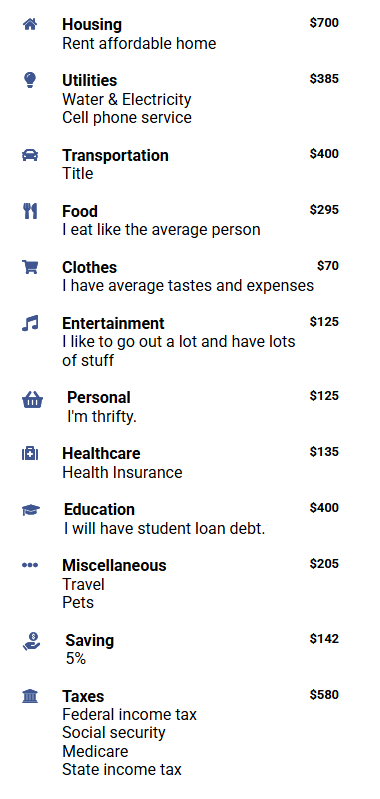 Housing $700
Rent affordable home
Utilities $385
Water & Electricity
Cell phone service
Transportation $400
Title
Food $295
I eat like the average person
Clothes $70
I have average tastes and expenses
Entertainment $125
I like to go out a lot and have lots
of stuff
Personal $125
I'm thrifty.
Healthcare $135
Health Insurance
Education $400
I will have student loan debt.
Miscellaneous $205
Travel
Pets
Saving $142
5%
Taxes $580
Federal income tax
Social security
Medicare
State income tax